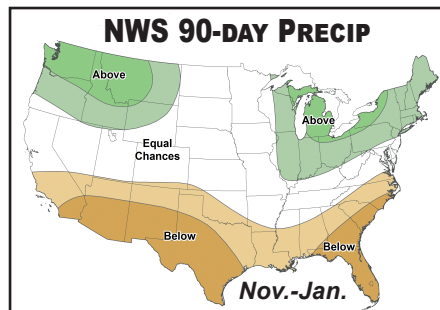 NWS 90-DAY PRECIP
Above
Above
Equal
Chances
Below
Below
Nov.-Jan.